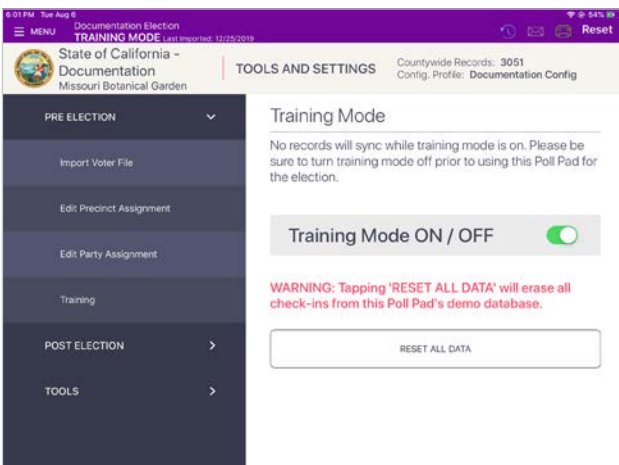 6:01 PM Tue Aug 6
54%
MENU
Documentation Election
TRAINING MODE Last Imported: 12/25/2019
Reset
State of California -
Documentation
Missouri Botanical Garden
TOOLS AND SETTINGS
Countywide Records: 3051
Config. Profile: Documentation Config
PRE ELECTION
Import Voter File
Edit Precinct Assignment
Edit Party Assignment
Training
POST ELECTION
TOOLS
Training Mode
No records will sync while training mode is on. Please be
sure to turn training mode off prior to using this Poll Pad for
the election.
Training Mode ON / OFF
WARNING: Tapping 'RESET ALL DATA' will erase all
check-ins from this Poll Pad's demo database.
RESET ALL DATA